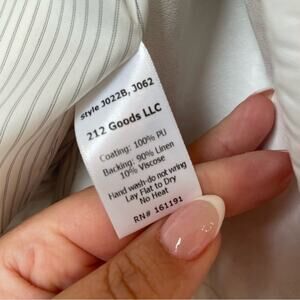 Style J022B, J062
212 Goods LLC
Coating: 100% PU
Backing: 90% Linen
10% Viscose
Hand wash-do not wring
Lay Flat to Dry
No Heat
RN# 161191